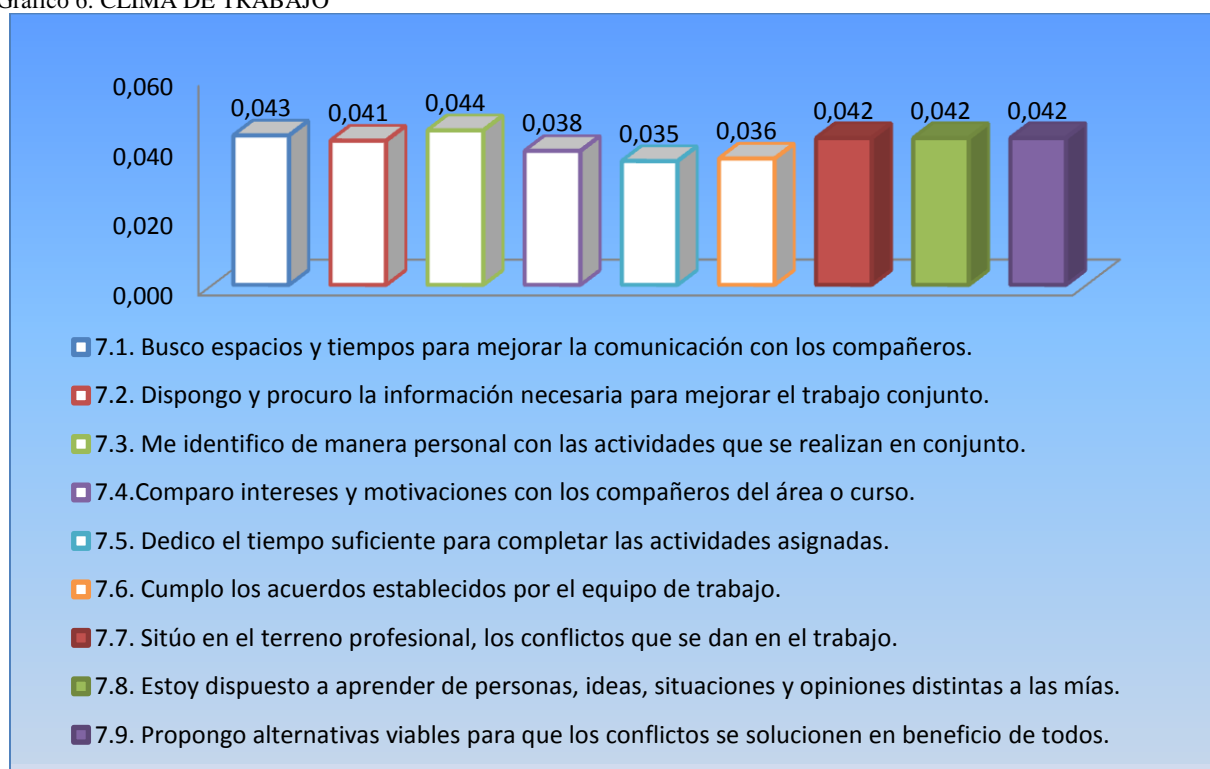 Gráfico 6. CLIMA DE TRABAJO
0,060
0,040
0,020
0,000
0,043 0,041 0,044 0,038 0,035 0,036 0,042 0,042 0,042
7.1. Busco espacios y tiempos para mejorar la comunicación con los compañeros.
7.2. Dispongo y procuro la información necesaria para mejorar el trabajo conjunto.
7.3. Me identifico de manera personal con las actividades que se realizan en conjunto.
7.4.Comparo intereses y motivaciones con los compañeros del área o curso.
7.5. Dedico el tiempo suficiente para completar las actividades asignadas.
7.6. Cumplo los acuerdos establecidos por el equipo de trabajo.
7.7. Sitúo en el terreno profesional, los conflictos que se dan en el trabajo.
7.8. Estoy dispuesto a aprender de personas, ideas, situaciones y opiniones distintas a las mías.
7.9. Propongo alternativas viables para que los conflictos se solucionen en beneficio de todos.